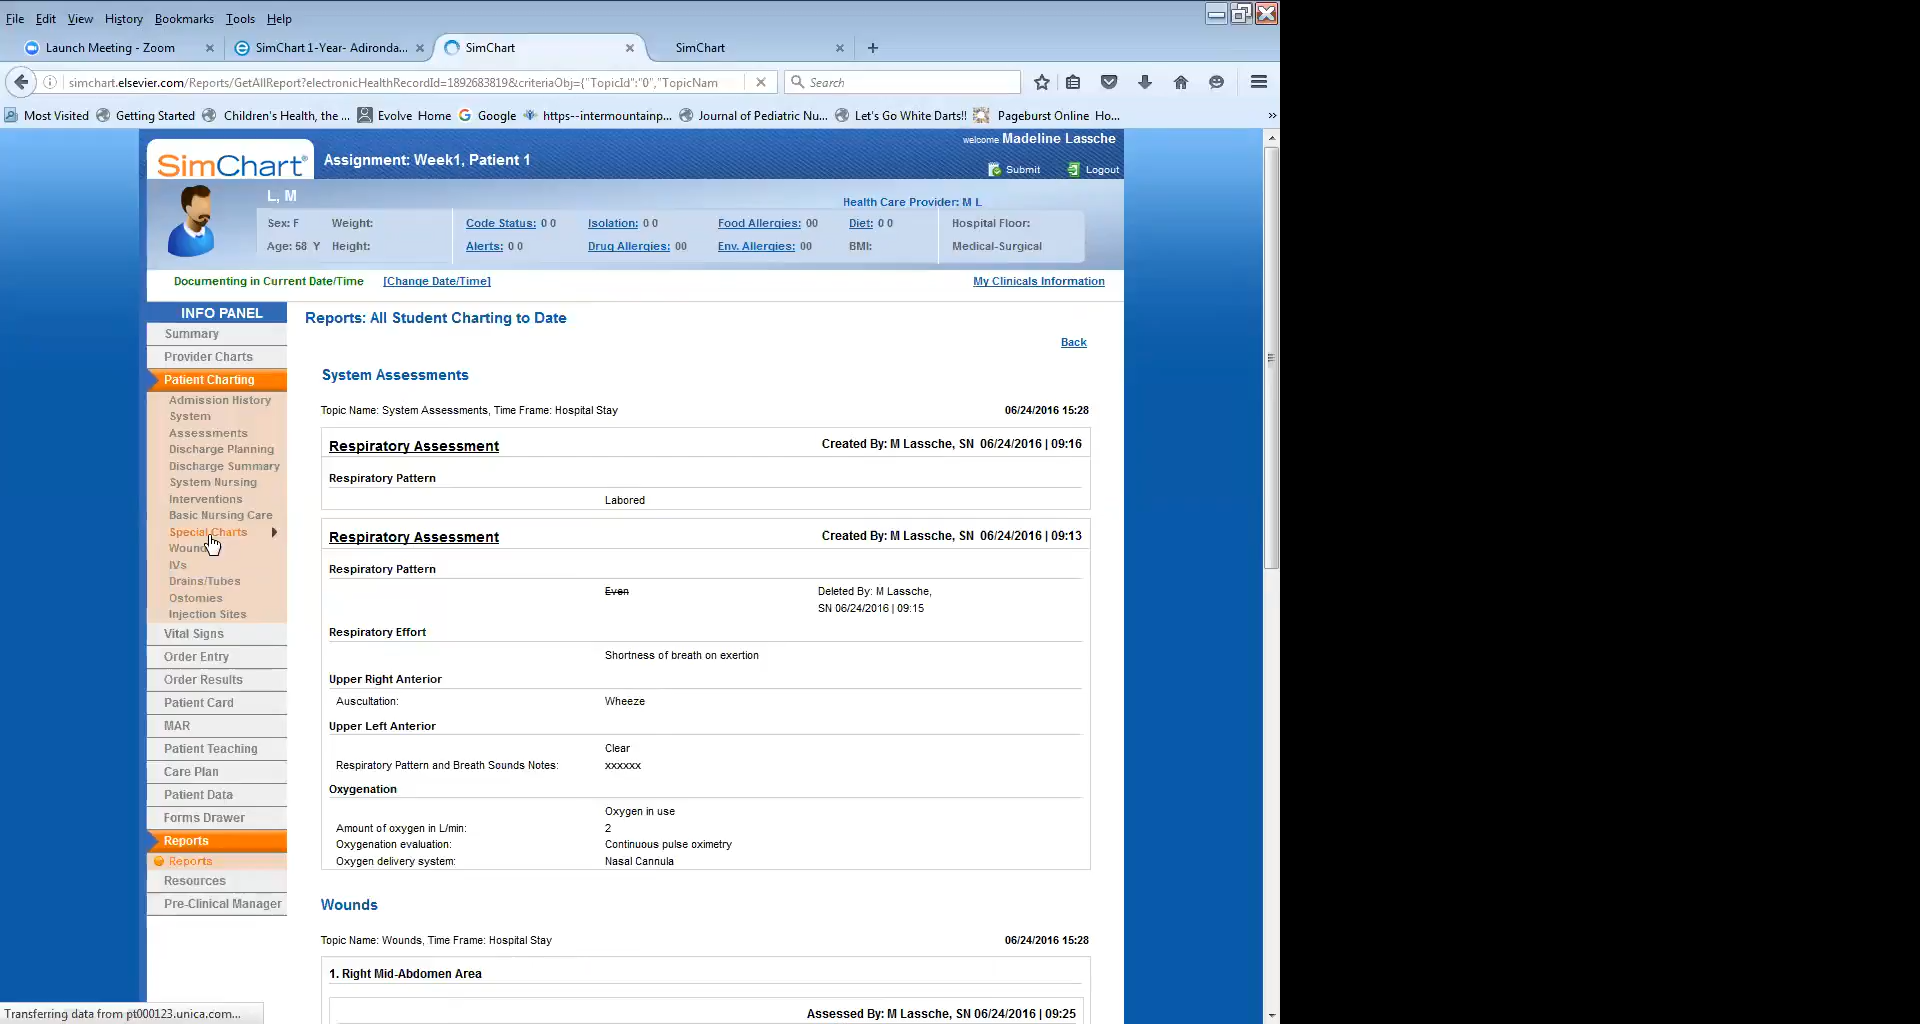 File Edit View History Bookmarks Tools Help
Launch Meeting - Zoom SimChart 1-Year- Adironda... SimChart SimChart
simchart.elsevier.com/Reports/GetAllReport?electronicHealthRecordId=1892683819&criteriaObj={"TopicId":"0","TopicNam Search
Most Visited Getting Started Children's Health, the ... Evolve Home Google https--intermountainp... Journal of Pediatric Nu... Let's Go White Darts!! Pageburst Online Ho...
welcome Madeline Lassche
SimChart Assignment: Week1, Patient 1
Submit Logout
L, M
Health Care Provider: M L
Sex: F Weight: Code Status: 0 0 Isolation: 0 0 Food Allergies: 00 Diet: 0 0 Hospital Floor:
Age: 58 Y Height: Alerts: 0 0 Drug Allergies: 00 Env. Allergies: 00 BMI: Medical-Surgical
Documenting in Current Date/Time [Change Date/Time] My Clinicals Information
INFO PANEL
Summary
Provider Charts
Patient Charting
Admission History
System
Assessments
Discharge Planning
Discharge Summary
System Nursing
Interventions
Basic Nursing Care
Special Charts
IVs
Drains/Tubes
Ostomies
Injection Sites
Vital Signs
Order Entry
Order Results
Patient Card
MAR
Patient Teaching
Care Plan
Patient Data
Forms Drawer
Reports
Reports
Resources
Pre-Clinical Manager
Reports: All Student Charting to Date
Back
System Assessments
Topic Name: System Assessments, Time Frame: Hospital Stay 06/24/2016 15:28
Respiratory Assessment Created By: M Lassche, SN 06/24/2016 | 09:16
Respiratory Pattern
Labored
Respiratory Assessment Created By: M Lassche, SN 06/24/2016 | 09:13
Respiratory Pattern
Even Deleted By: M Lassche,
SN 06/24/2016 | 09:15
Respiratory Effort
Shortness of breath on exertion
Upper Right Anterior
Auscultation: Wheeze
Upper Left Anterior
Clear
Respiratory Pattern and Breath Sounds Notes: xxxxxx
Oxygenation
Oxygen in use
Amount of oxygen in L/min: 2
Oxygenation evaluation: Continuous pulse oximetry
Oxygen delivery system: Nasal Cannula
Wounds
Topic Name: Wounds, Time Frame: Hospital Stay 06/24/2016 15:28
1. Right Mid-Abdomen Area
Assessed By: M Lassche, SN 06/24/2016 | 09:25
Transferring data from pt000123.unica.com...